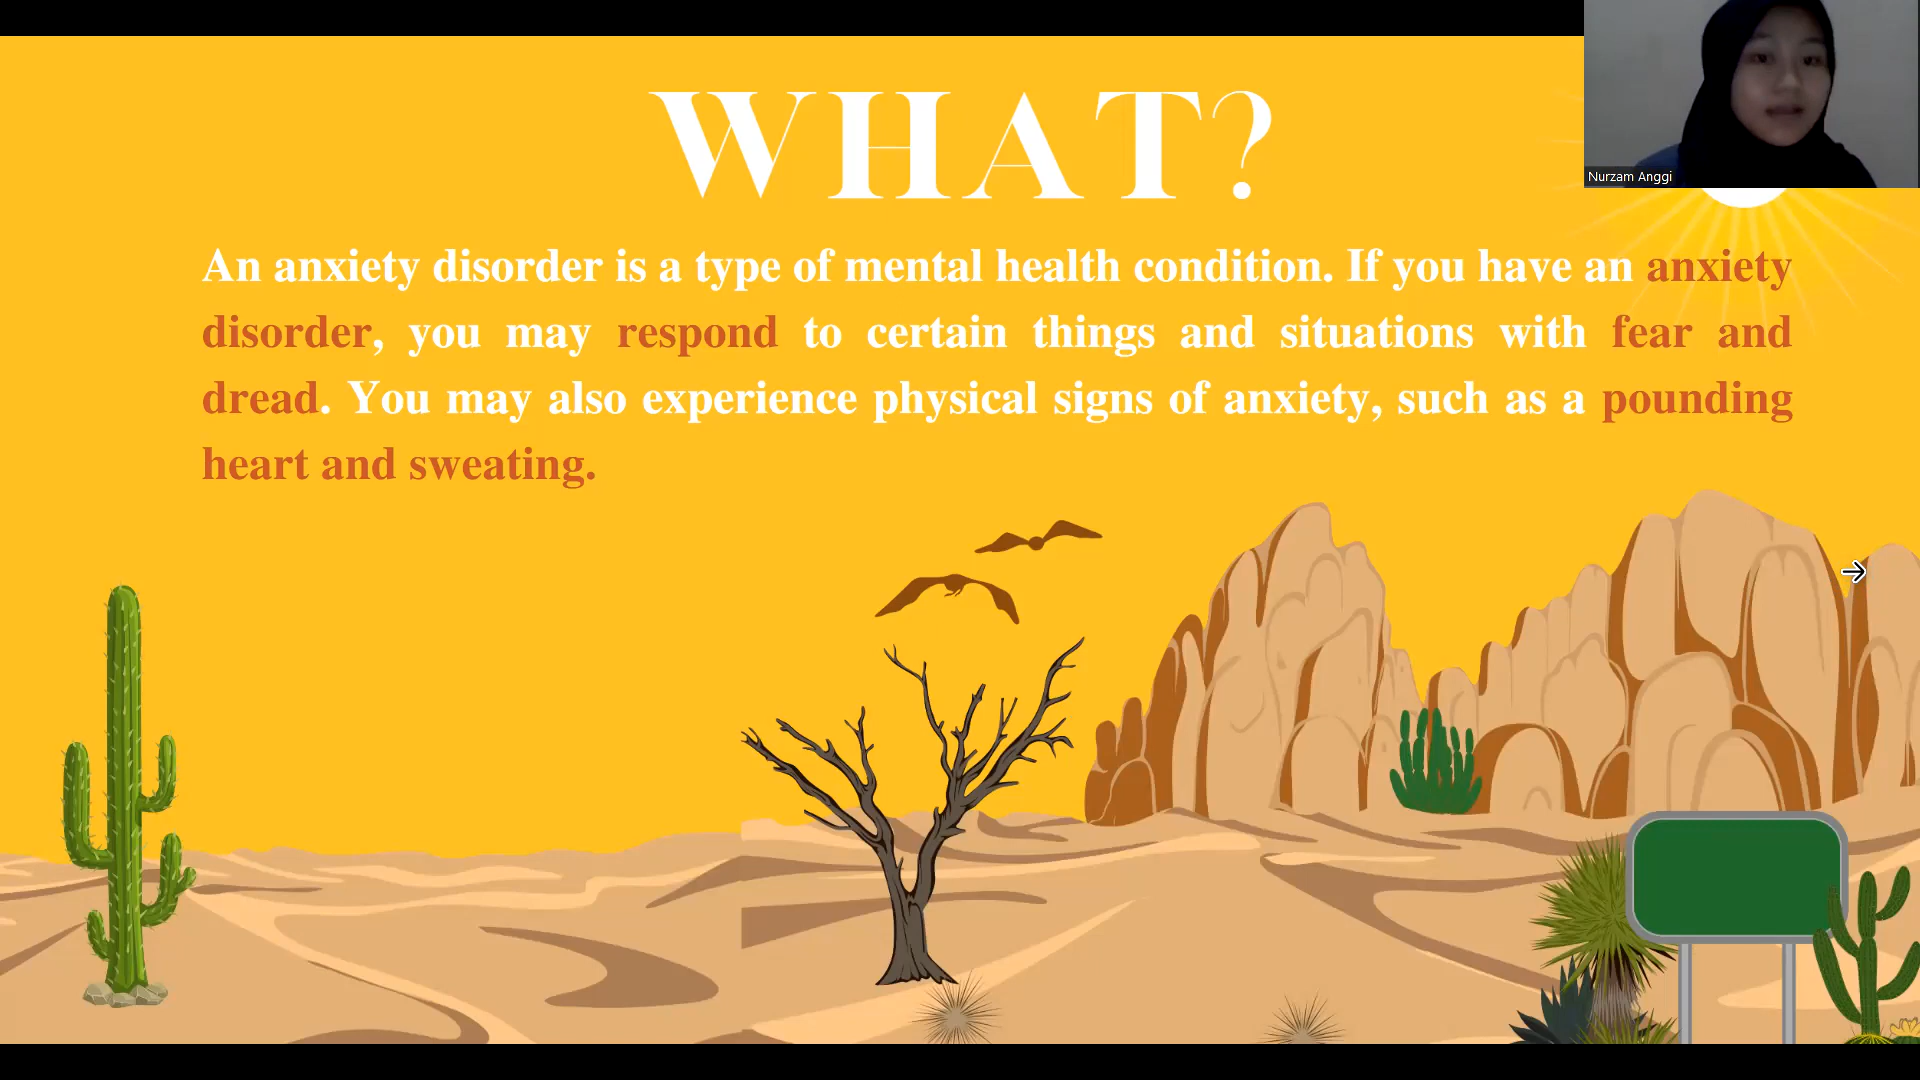 WHAT?
Nurzam Anggi
An anxiety disorder is a type of mental health condition. If you have an anxiety
disorder, you may respond to certain things and situations with fear and
dread. You may also experience physical signs of anxiety, such as a pounding
heart and sweating.